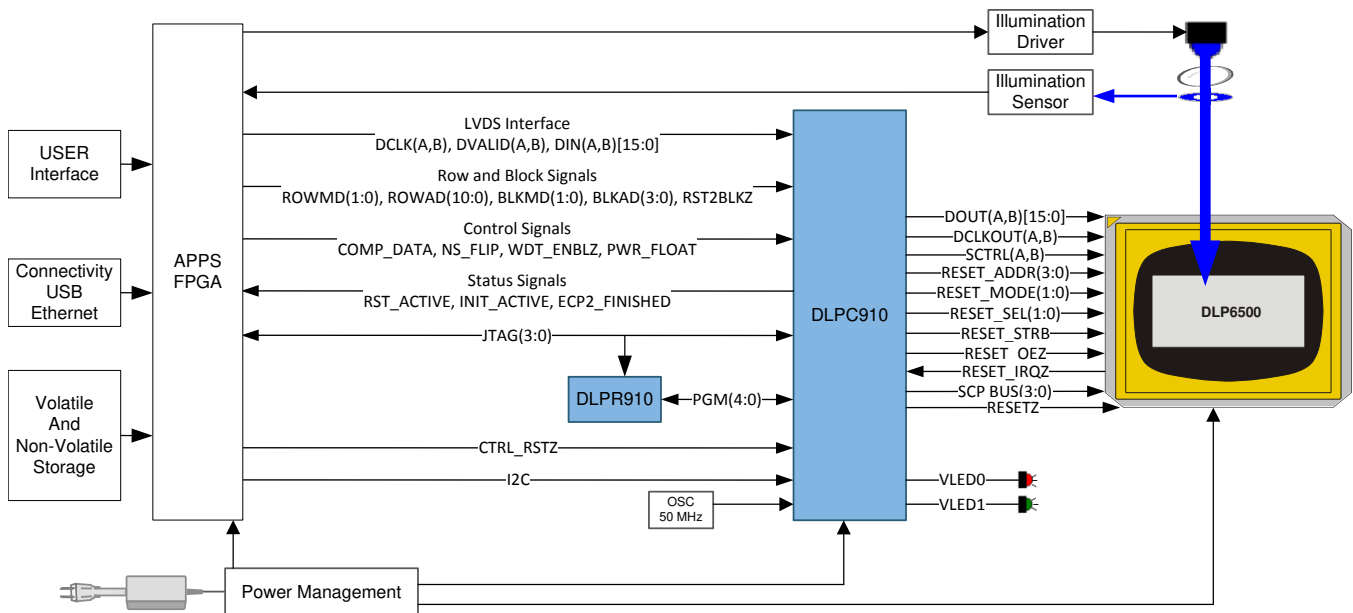 Illumination
Driver
Illumination
Sensor
LVDS Interface
DCLK(A,B), DVALID(A,B), DIN(A,B)[15:0]
USER
Interface
Row and Block Signals
ROWMD(1:0), ROWAD(10:0), BLKMD(1:0), BLKAD(3:0), RST2BLKZ
Control Signals
COMP_DATA, NS_FLIP, WDT_ENBLZ, PWR_FLOAT
APPS
FPGA
Connectivity
USB
Ethernet
Status Signals
RST_ACTIVE, INIT_ACTIVE, ECP2_FINISHED
JTAG(3:0)
DLPR910
PGM(4:0)
DLPC910
DOUT(A,B)[15:0]
DCLKOUT(A,B)
SCTRL(A,B)
RESET_ADDR(3:0)
RESET_MODE(1:0)
RESET_SEL(1:0)
RESET_STRB
RESET_OEZ
RESET_IRQZ
SCP BUS(3:0)
RESETZ
DLP6500
Volatile
And
Non-Volatile
Storage
CTRL_RSTZ
I2C
OSC
50 MHz
VLED0
VLED1
Power Management